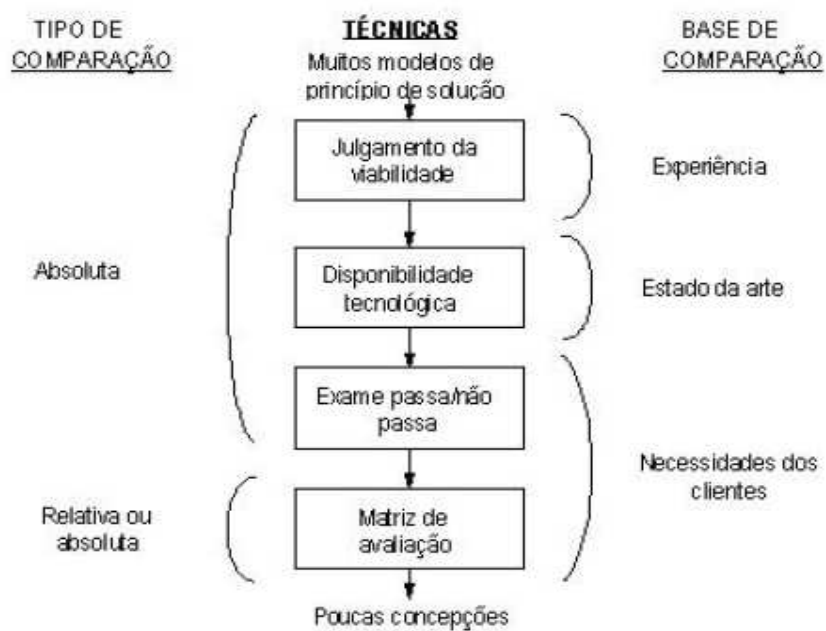 TIPO DE
COMPARAÇÃO
TÉCNICAS
BASE DE
COMPARAÇÃO
Muitos modelos de
princípio de solução
Julgamento da
viabilidade
Experiência
Absoluta
Disponibilidade
tecnológica
Estado da arte
Exame passa/não
passa
Necessidades dos
clientes
Relativa ou
absoluta
Matriz de
avaliação
Poucas concepções